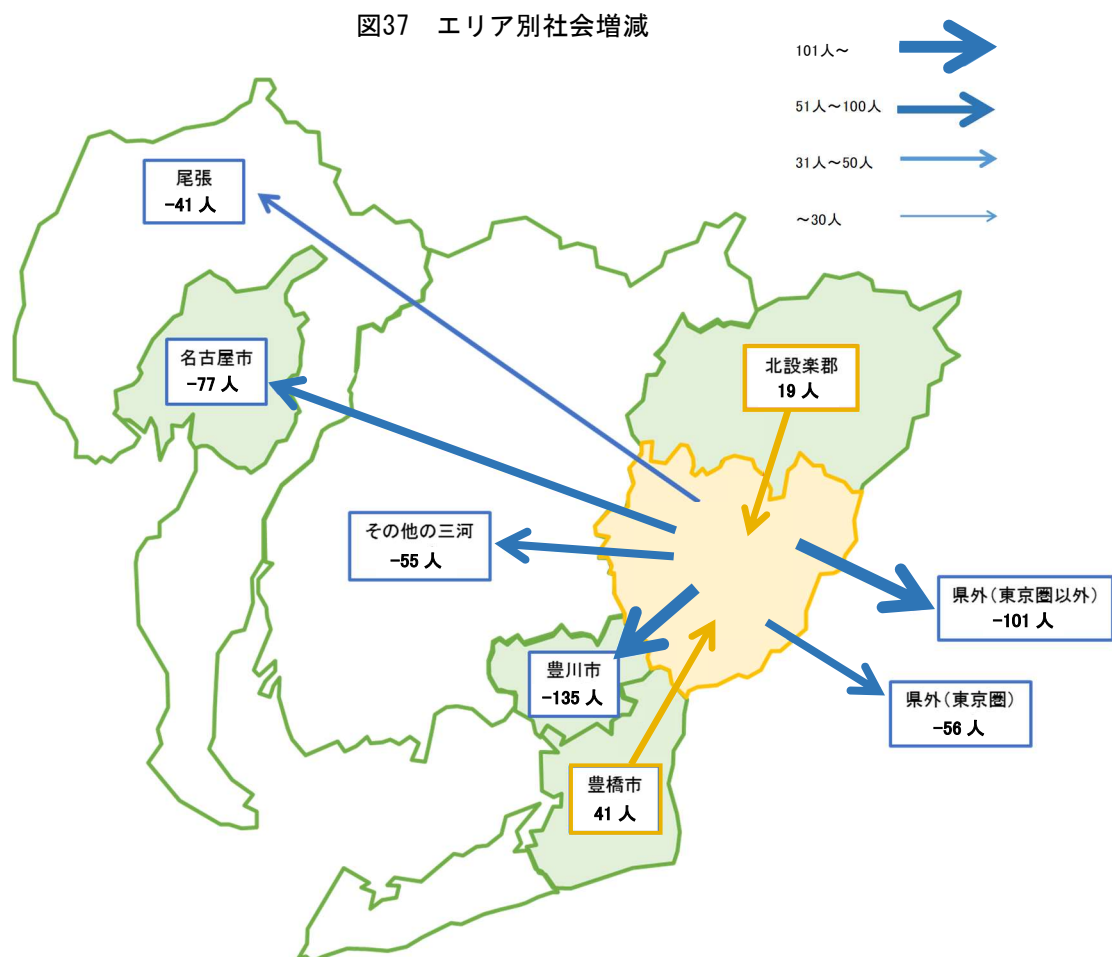 図37　エリア別社会増減
101人～
51人～100人
31人～50人
～30人
尾張
-41 人
名古屋市
-77 人
北設楽郡
19 人
その他の三河
-55 人
県外（東京圏以外）
-101 人
豊川市
-135 人
県外（東京圏）
-56 人
豊橋市
41 人